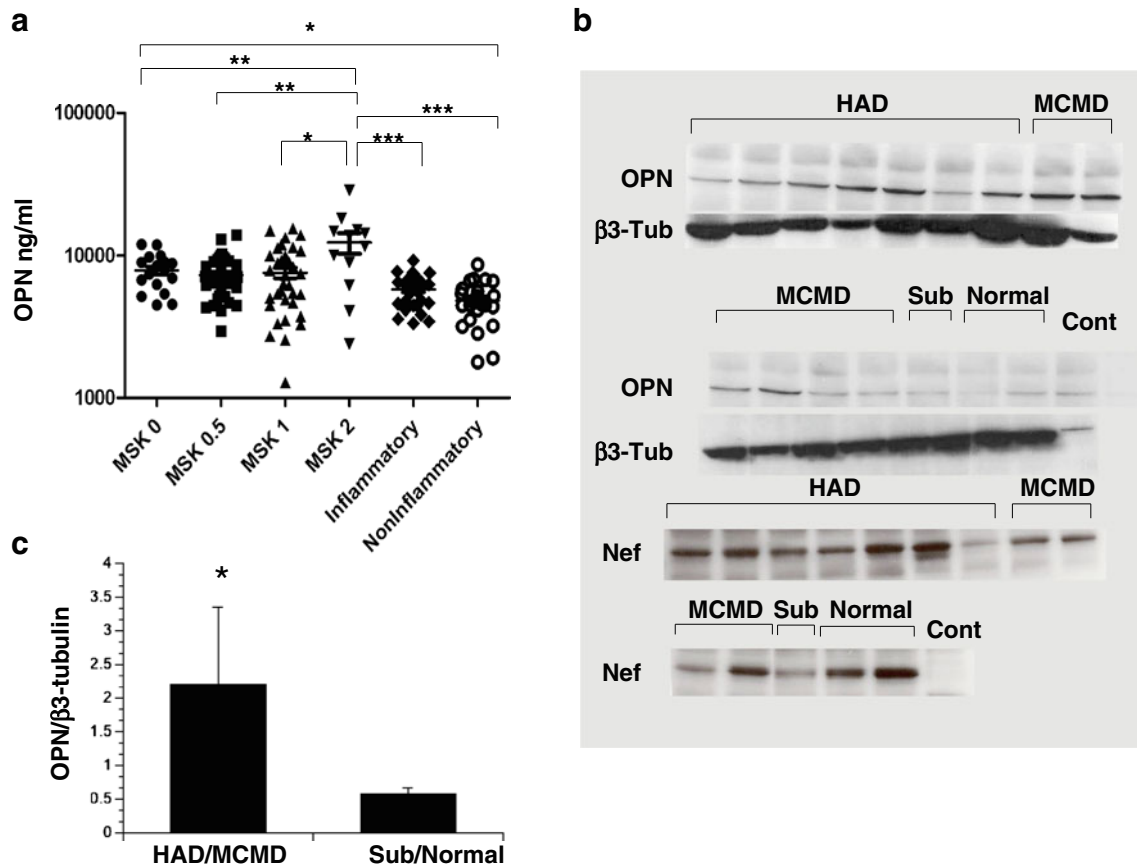 a
*
**
**
***
* ***
100000
10000
1000
OPN ng/ml
MSK 0
MSK 0.5
MSK 1
MSK 2
Inflammatory
NonInflammatory
b
HAD MCMD
OPN
β3-Tub
MCMD Sub Normal Cont
OPN
β3-Tub
HAD MCMD
Nef
MCMD Sub Normal Cont
Nef
c
4
3.5
3
2.5
2
1.5
1
0.5
0
*
OPN/β3-tubulin
HAD/MCMD Sub/Normal